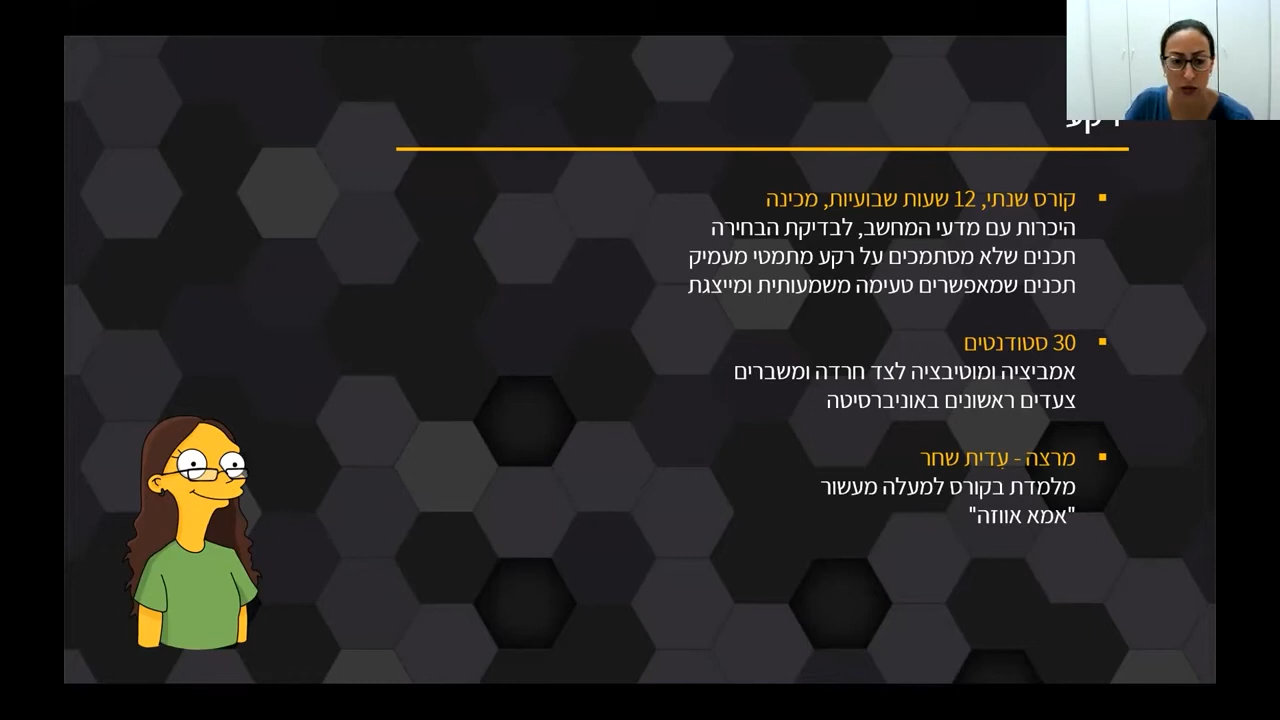 רקע
קורס שנתי, 12 שעות שבועיות, מכינה
היכרות עם מדעי המחשב, לבדיקת הבחירה
תכנים שלא מסתמכים על רקע מתמטי מעמיק
תכנים שמאפשרים טעימה משמעותית ומייצגת
30 סטודנטים
אמביציה ומוטיבציה לצד חרדה ומשברים
צעדים ראשונים באוניברסיטה
מרצה - עדית שחר
מלמדת בקורס למעלה מעשור
"אמא אווזה"